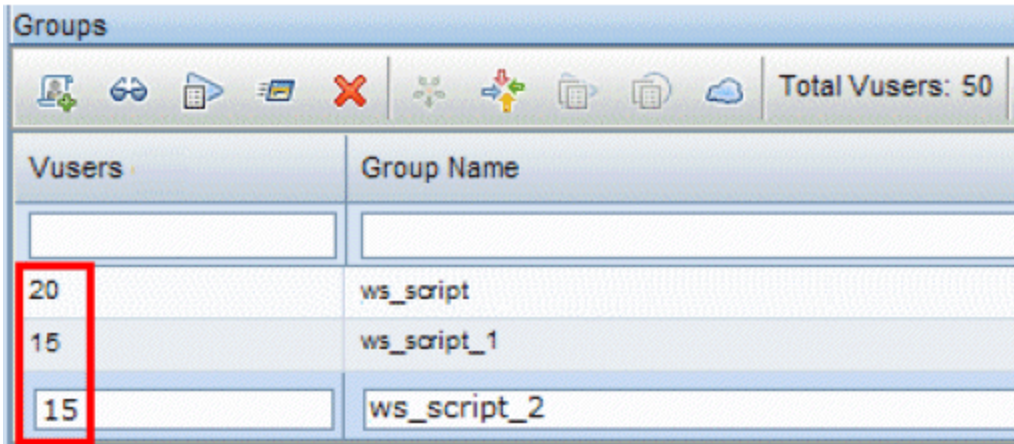 Groups
Total Vusers: 50
Vusers Group Name
20 ws_script
15 ws_script_1
15 ws_script_2